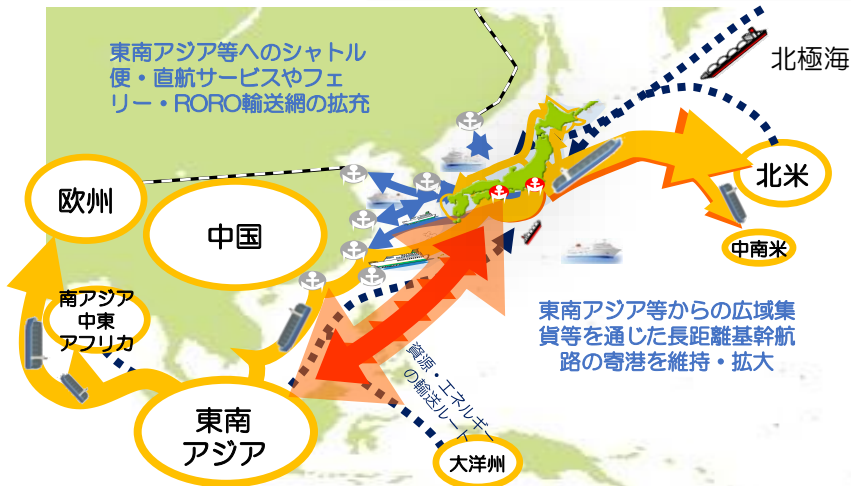 東南アジア等へのシャトル
便・直航サービスやフェ
リー・RORO輸送網の拡充
北極海
欧州
中国
北米
中南米
南アジア
中東
アフリカ
東南アジア等からの広域集
貨等を通じた長距離基幹航
路の寄港を維持・拡大
資源・エネルギー
の輸送ルート
東南
アジア
大洋州